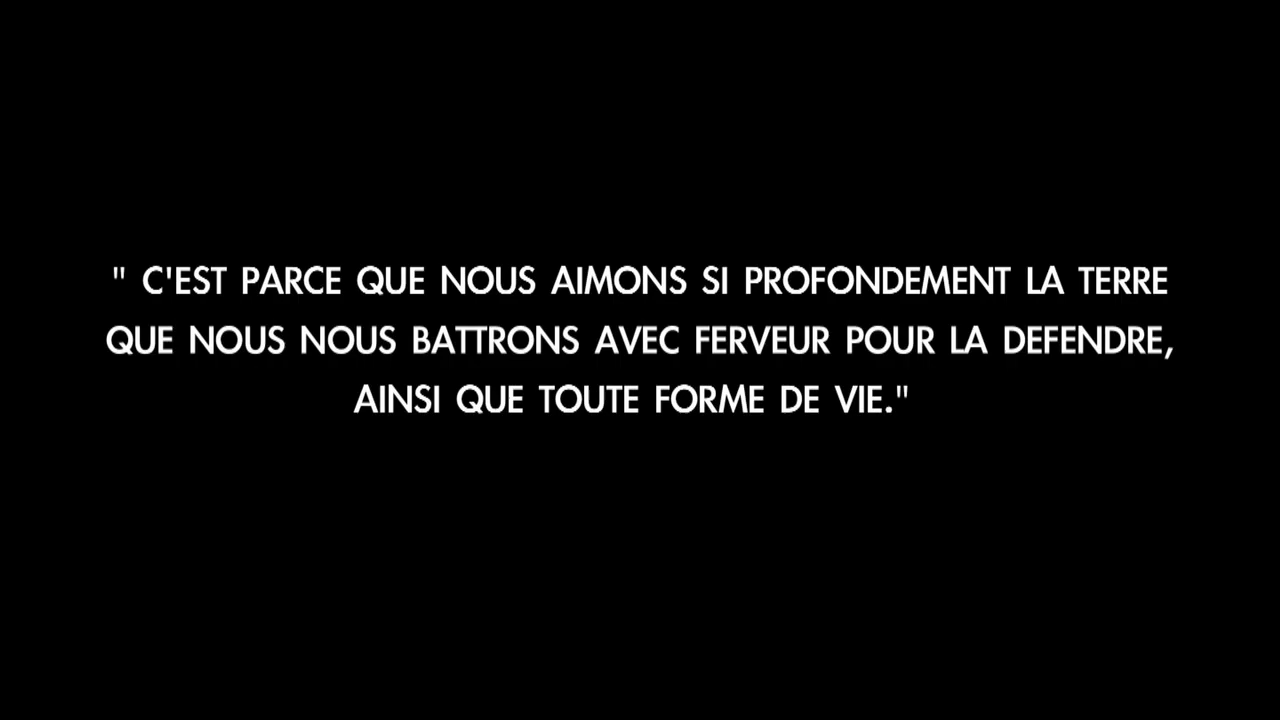 " C'EST PARCE QUE NOUS AIMONS SI PROFONDEMENT LA TERRE
QUE NOUS NOUS BATTRONS AVEC FERVEUR POUR LA DEFENDRE,
AINSI QUE TOUTE FORME DE VIE."